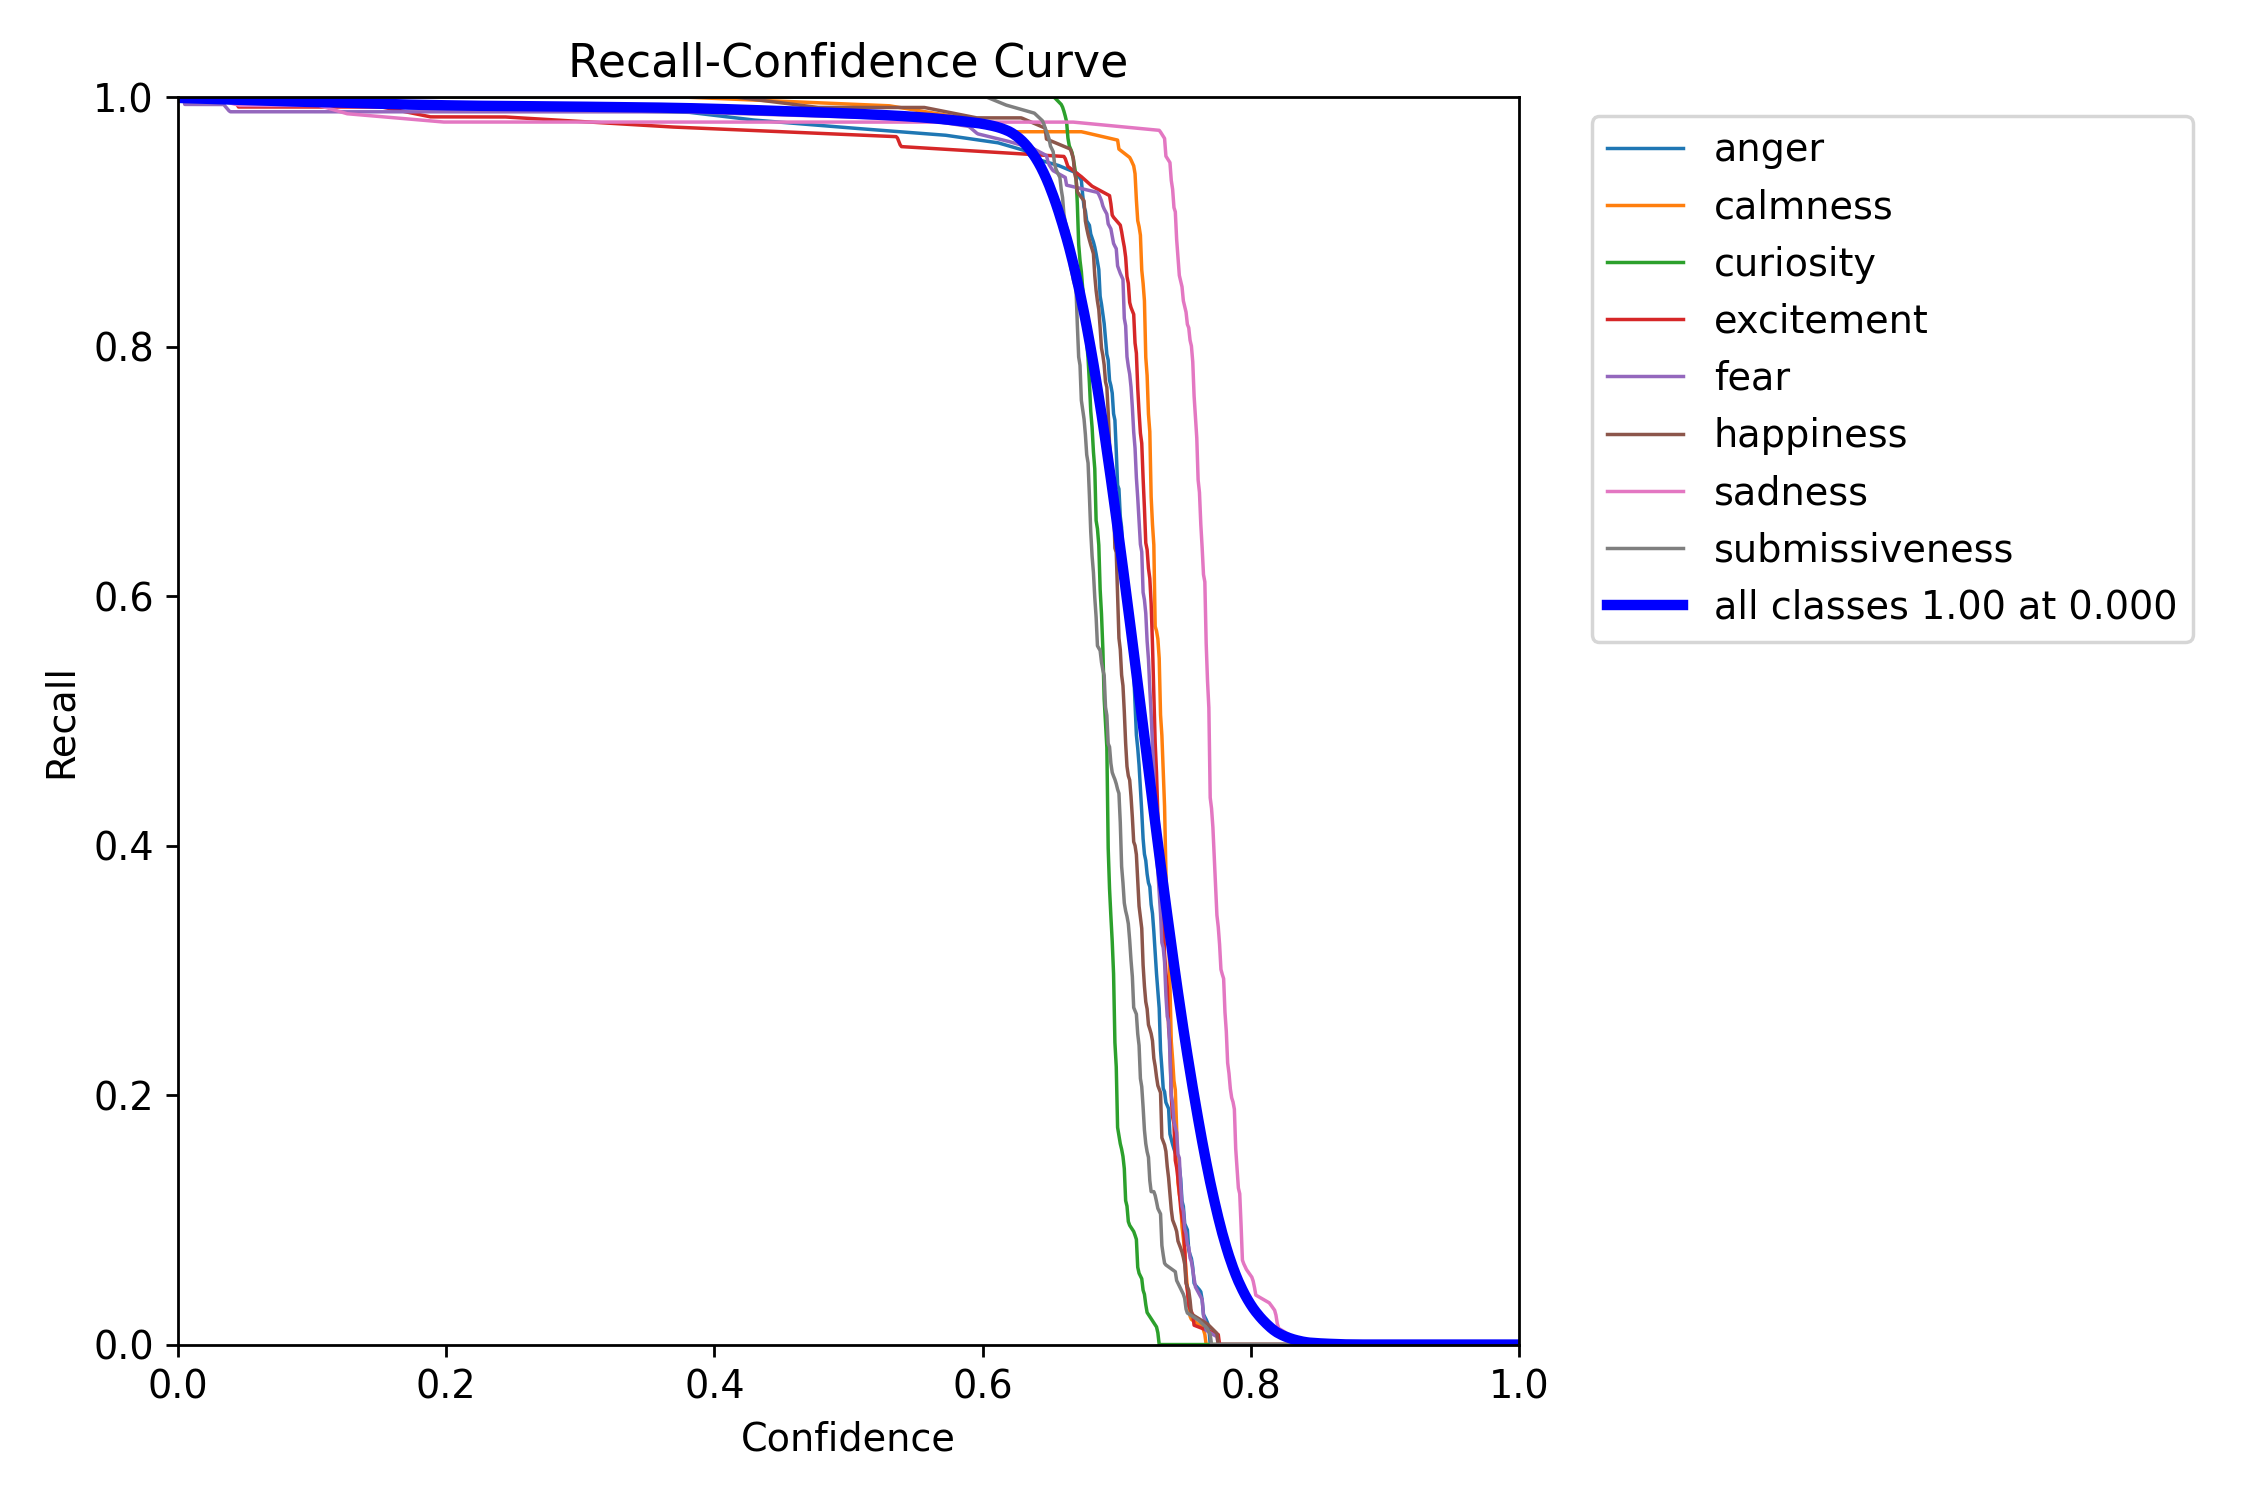 Recall-Confidence Curve
1.0
0.8
0.6
0.4
0.2
0.0
Recall
0.0 0.2 0.4 0.6 0.8 1.0
Confidence
anger
calmness
curiosity
excitement
fear
happiness
sadness
submissiveness
all classes 1.00 at 0.000